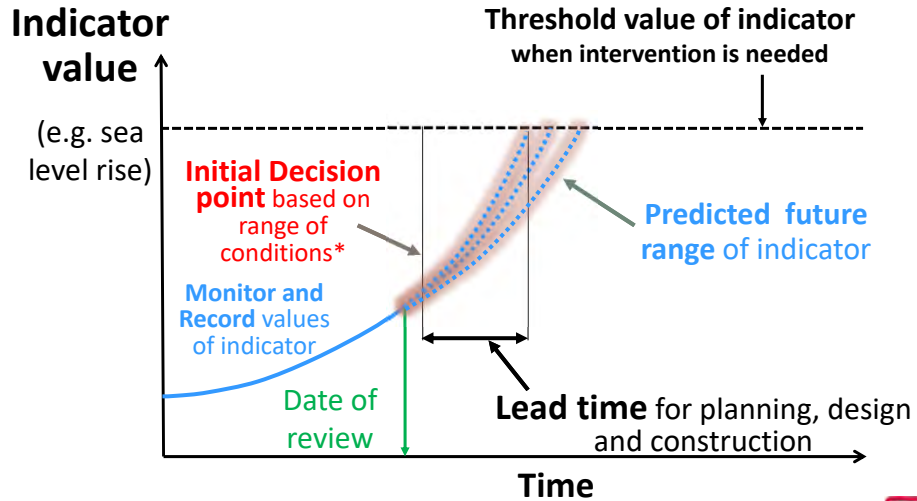 Indicator
value
(e.g. sea
level rise)
Threshold value of indicator
when intervention is needed
Initial Decision
point based on
range of
conditions*
Predicted future
range of indicator
Monitor and
Record values
of indicator
Date of
review
Lead time for planning, design
and construction
Time